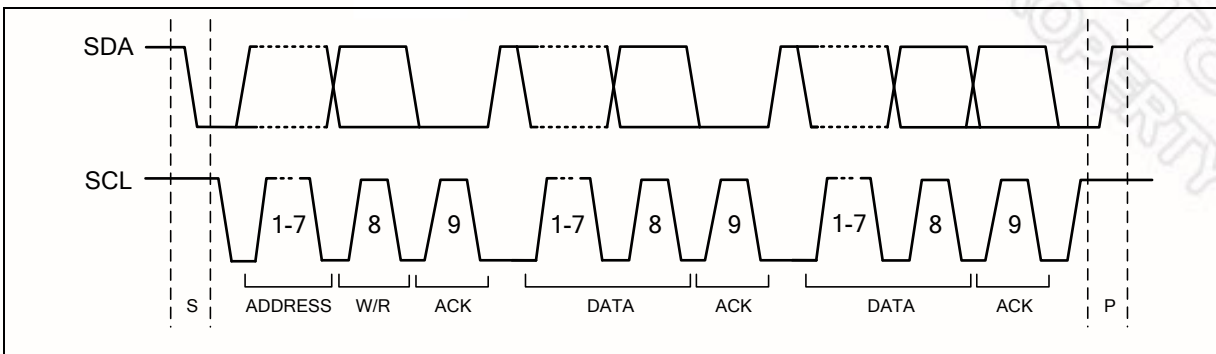 SDA
SCL
1-7 8 9 1-7 8 9 1-7 8 9
S ADDRESS W/R ACK DATA ACK DATA ACK P